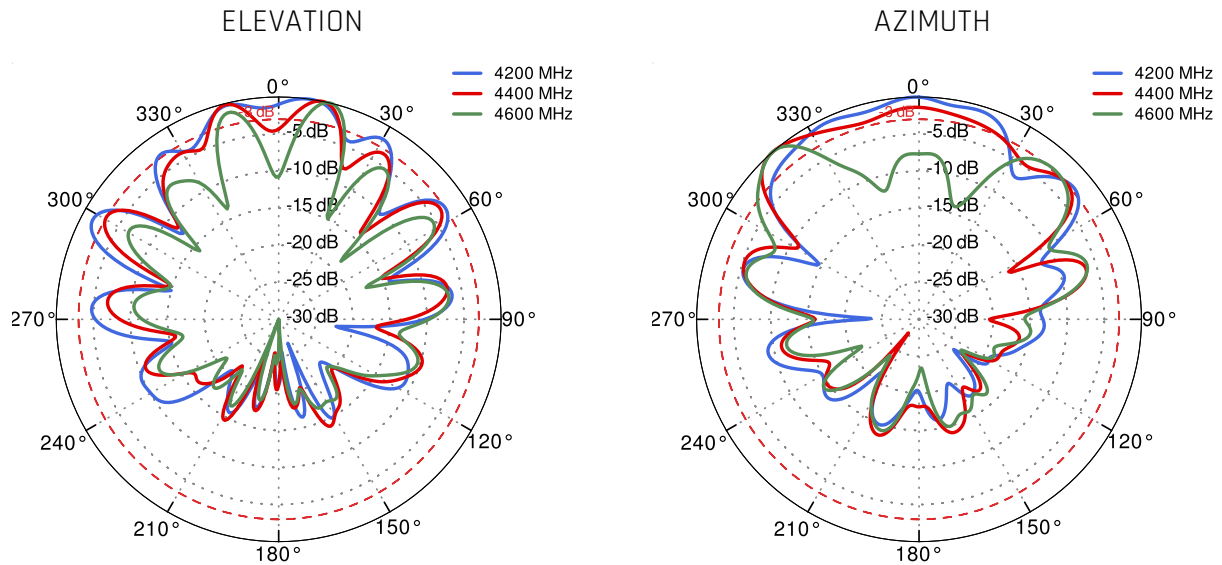 ELEVATION
4200 MHz
4400 MHz
4600 MHz
0°
330°
30°
-3 dB
-5 dB
-10 dB
300°
60°
-15 dB
-20 dB
-25 dB
270°
-30 dB
90°
240°
120°
210°
150°
180°
AZIMUTH
4200 MHz
4400 MHz
4600 MHz
0°
330°
30°
-3 dB
-5 dB
-10 dB
300°
60°
-15 dB
-20 dB
-25 dB
270°
-30 dB
90°
240°
120°
210°
150°
180°